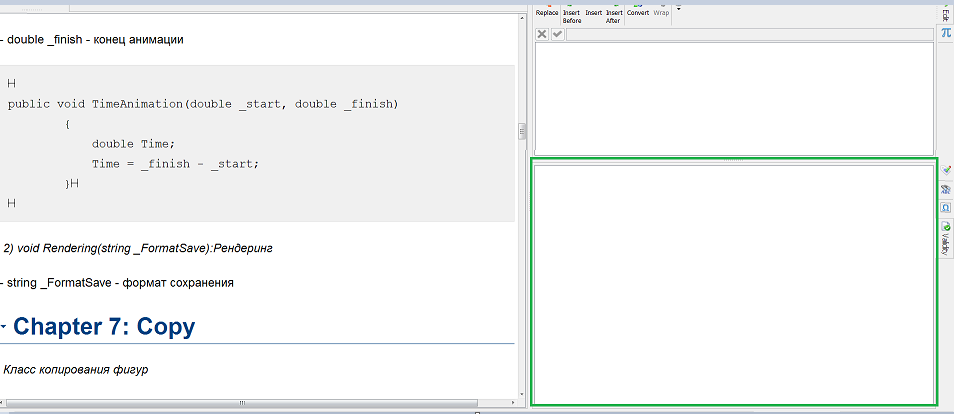 - double _finish - конец анимации
public void TimeAnimation(double _start, double _finish)
{
double Time;
Time = _finish - _start;
}
2) void Rendering(string _FormatSave):Рендеринг
- string _FormatSave - формат сохранения
Chapter 7: Copy
Класс копирования фигур
Replace
Insert Before
Insert
Insert After
Convert
Wrap
Edit
π
Ω
Validity